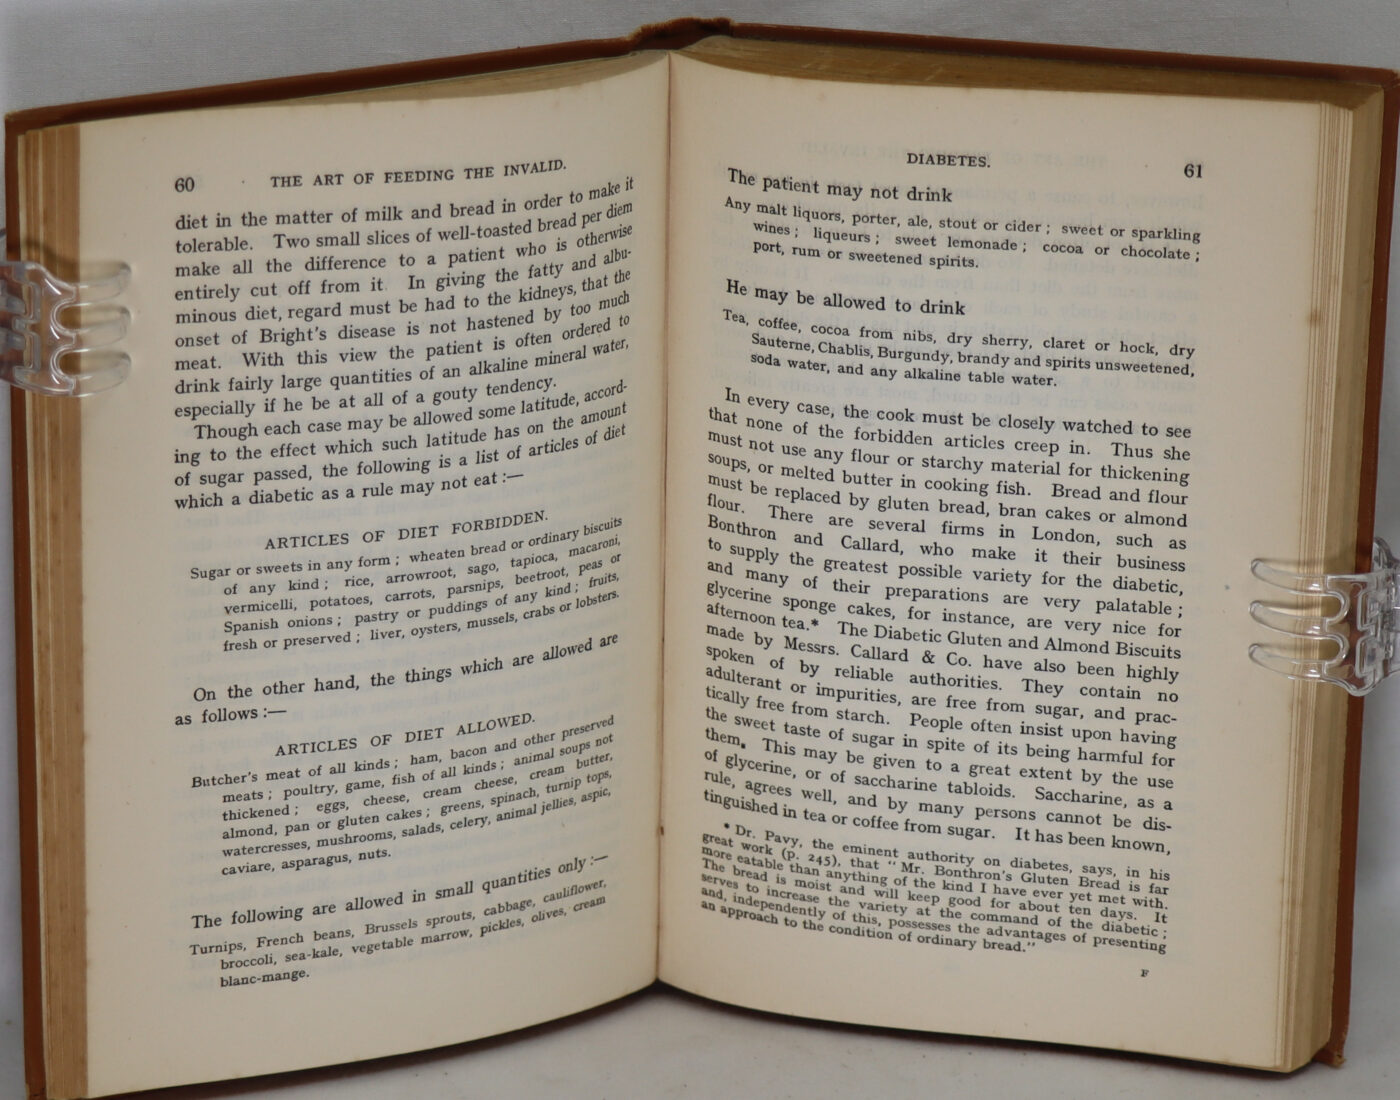 60 THE ART OF FEEDING THE INVALID.
diet in the matter of milk and bread in order to make it
tolerable. Two small slices of well-toasted bread per diem
make all the difference to a patient who is otherwise
entirely cut off from it. In giving the fatty and albu-
minous diet, regard must be had to the kidneys, that the
onset of Bright's disease is not hastened by too much
meat. With this view the patient is often ordered to
drink fairly large quantities of an alkaline mineral water,
especially if he be at all of a gouty tendency.
Though each case may be allowed some latitude, accord-
ing to the effect which such latitude has on the amount
of sugar passed, the following is a list of articles of diet
which a diabetic as a rule may not eat :—
ARTICLES OF DIET FORBIDDEN.
Sugar or sweets in any form ; wheaten bread or ordinary biscuits
of any kind ; rice, arrowroot, sago, tapioca, macaroni,
vermicelli, potatoes, carrots, parsnips, beetroot, peas or
Spanish onions ; pastry or puddings of any kind ; fruits,
fresh or preserved ; liver, oysters, mussels, crabs or lobsters.
On the other hand, the things which are allowed are
as follows :—
ARTICLES OF DIET ALLOWED.
Butcher's meat of all kinds ; ham, bacon and other preserved
meats ; poultry, game, fish of all kinds ; animal soups not
thickened ; eggs, cheese, cream cheese, cream butter,
almond, pan or gluten cakes ; greens, spinach, turnip tops,
watercresses, mushrooms, salads, celery, animal jellies, aspic,
caviare, asparagus, nuts.
The following are allowed in small quantities only :—
Turnips, French beans, Brussels sprouts, cabbage, cauliflower,
broccoli, sea-kale, vegetable marrow, pickles, olives, cream
blanc-mange.
DIABETES. 61
The patient may not drink
Any malt liquors, porter, ale, stout or cider ; sweet or sparkling
wines ; liqueurs ; sweet lemonade ; cocoa or chocolate ;
port, rum or sweetened spirits.
He may be allowed to drink
Tea, coffee, cocoa from nibs, dry sherry, claret or hock, dry
Sauterne, Chablis, Burgundy, brandy and spirits unsweetened,
soda water, and any alkaline table water.
In every case, the cook must be closely watched to see
that none of the forbidden articles creep in. Thus she
must not use any flour or starchy material for thickening
soups, or melted butter in cooking fish. Bread and flour
must be replaced by gluten bread, bran cakes or almond
flour. There are several firms in London, such as
Bonthron and Callard, who make it their business
to supply the greatest possible variety for the diabetic,
and many of their preparations are very palatable ;
glycerine sponge cakes, for instance, are very nice for
afternoon tea.* The Diabetic Gluten and Almond Biscuits
made by Messrs. Callard & Co. have also been highly
spoken of by reliable authorities. They contain no
adulterant or impurities, are free from sugar, and prac-
tically free from starch. People often insist upon having
the sweet taste of sugar in spite of its being harmful for
them. This may be given to a great extent by the use
of glycerine, or of saccharine tabloids. Saccharine, as a
rule, agrees well, and by many persons cannot be dis-
tinguished in tea or coffee from sugar. It has been known,
* Dr. Pavy, the eminent authority on diabetes, says, in his
great work (p. 245), that "Mr. Bonthron's Gluten Bread is far
more eatable than anything of the kind I have ever yet met with.
The bread is moist and will keep good for about ten days. It
serves to increase the variety at the command of the diabetic ;
and, independently of this, possesses the advantages of presenting
an approach to the condition of ordinary bread."
F